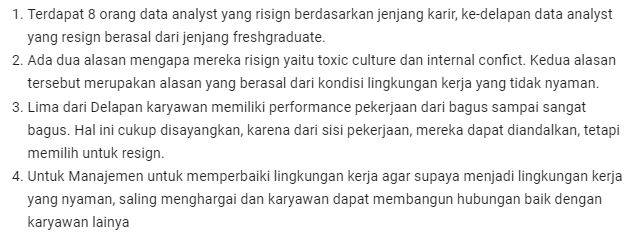 1. Terdapat 8 orang data analyst yang risign berdasarkan jenjang karir, ke-delapan data analyst
yang resign berasal dari jenjang freshgraduate.
2. Ada dua alasan mengapa mereka risign yaitu toxic culture dan internal confict. Kedua alasan
tersebut merupakan alasan yang berasal dari kondisi lingkungan kerja yang tidak nyaman.
3. Lima dari Delapan karyawan memiliki performance pekerjaan dari bagus sampai sangat
bagus. Hal ini cukup disayangkan, karena dari sisi pekerjaan, mereka dapat diandalkan, tetapi
memilih untuk resign.
4. Untuk Manajemen untuk memperbaiki lingkungan kerja agar supaya menjadi lingkungan kerja
yang nyaman, saling menghargai dan karyawan dapat membangun hubungan baik dengan
karyawan lainya